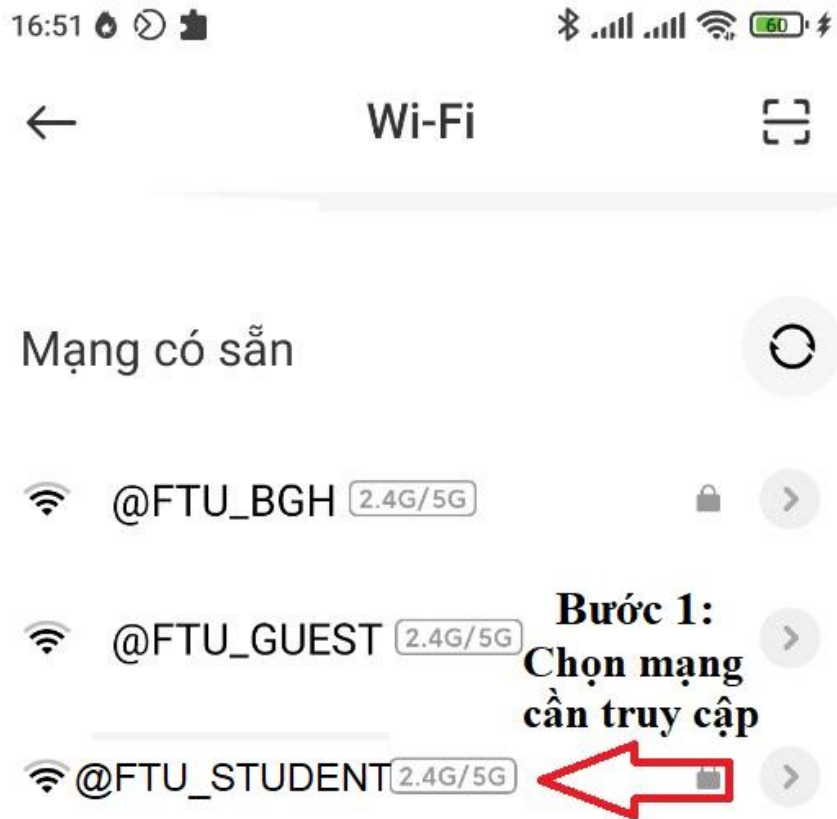 16:51 60
Wi-Fi
Mạng có sẵn
@FTU_BGH 2.4G/5G
@FTU_GUEST 2.4G/5G
Bước 1:
Chọn mạng
cần truy cập
@FTU_STUDENT 2.4G/5G